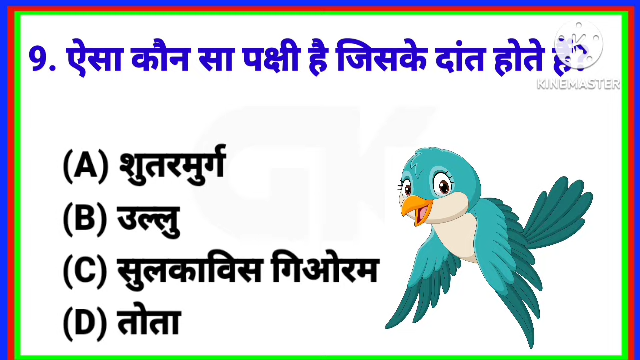 9. ऐसा कौन सा पक्षी है जिसके दांत होते
KINEMASTER
(A) शुतरमुर्ग
(B) उल्लु
(C) सुलकाविस गिओरम
(D) तोता